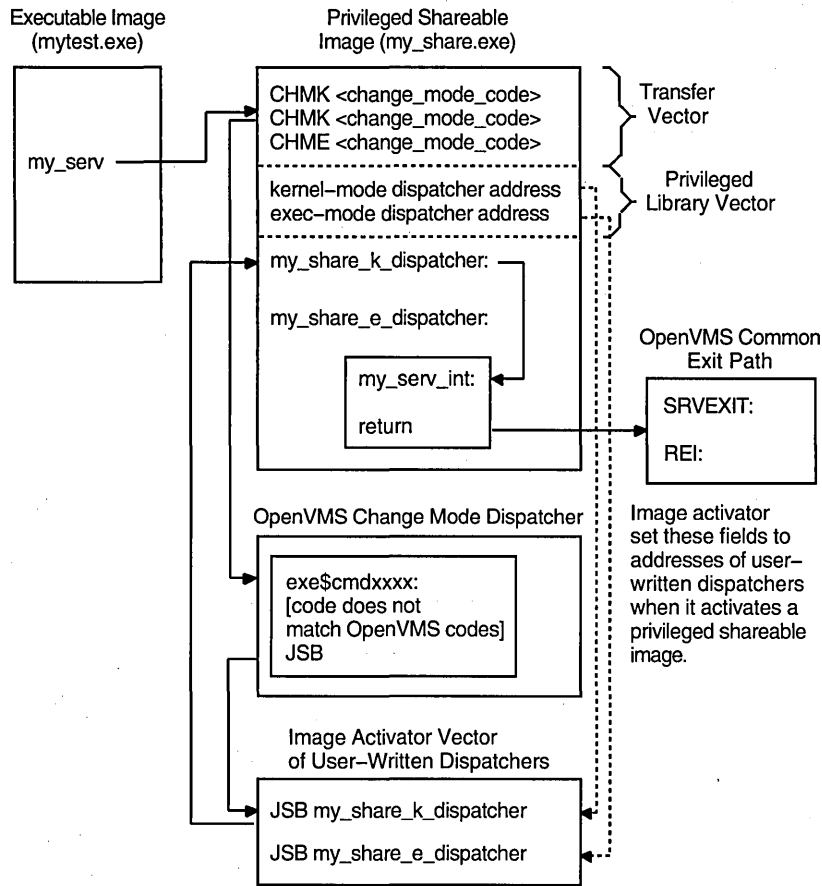 Executable Image
(mytest.exe)
my_serv
Privileged Shareable
Image (my_share.exe)
CHMK <change_mode_code>
CHMK <change_mode_code>
CHME <change_mode_code>
kernel–mode dispatcher address
exec–mode dispatcher address
my_share_k_dispatcher:
my_share_e_dispatcher:
my_serv_int:
return
Transfer
Vector
Privileged
Library Vector
OpenVMS Common
Exit Path
SRVEXIT:
REI:
OpenVMS Change Mode Dispatcher
exe$cmdxxxx:
[code does not
match OpenVMS codes]
JSB
Image activator
set these fields to
addresses of user–
written dispatchers
when it activates a
privileged shareable
image.
Image Activator Vector
of User–Written Dispatchers
JSB my_share_k_dispatcher
JSB my_share_e_dispatcher